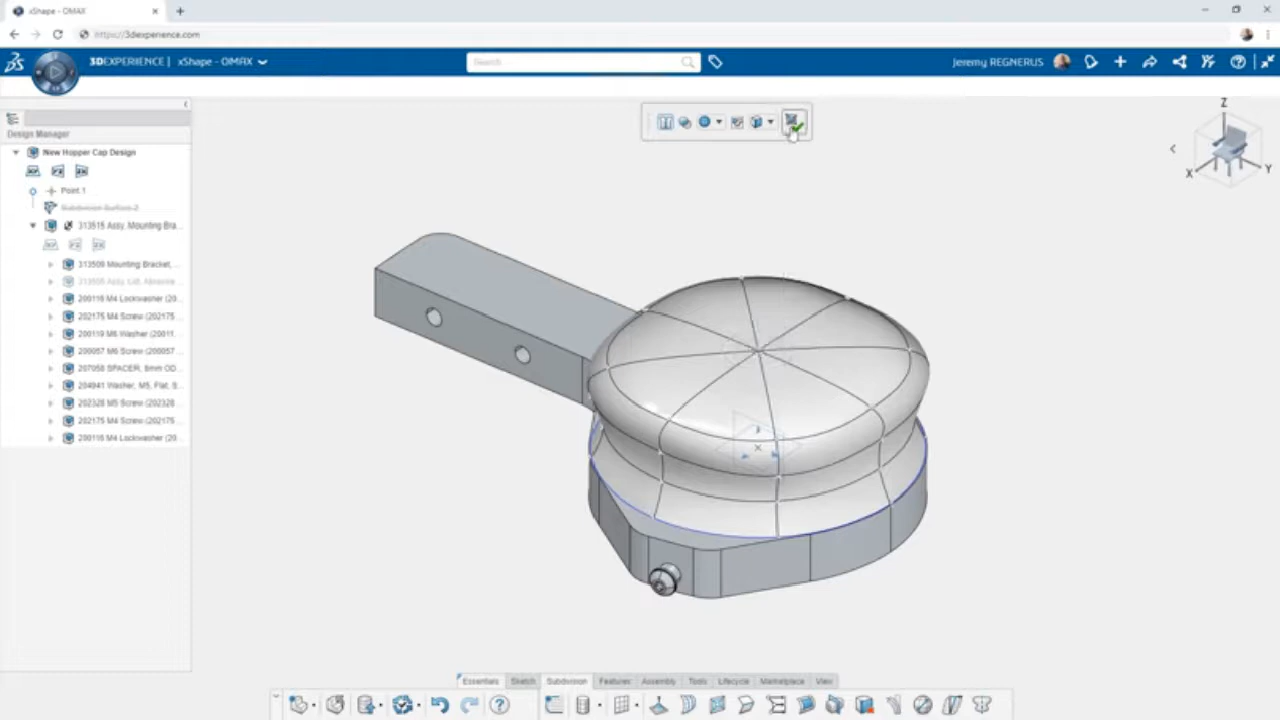 xShape - OMAX
https://3dexperience.com
3DEXPERIENCE | xShape - OMAX
Search
Jeremy REGNERUS
Design Manager
New Hopper Cap Design
Point 1
Subdivision Surface 2
313515 Assy, Mounting Bra...
313509 Mounting Bracket,...
200116 M4 Lockwasher (20...
202175 M4 Screw (202175
200119 M6 Washer (20011...
200057 M6 Screw (200057
207058 SPACER, 8mm OD...
204941 Washer, M5, Flat, S...
202328 M5 Screw (202328
202175 M4 Screw (202175
200116 M4 Lockwasher (20...
Z
X
Y
Essentials
Sketch
Subdivision
Features
Assembly
Tools
Lifecycle
Marketplace
View